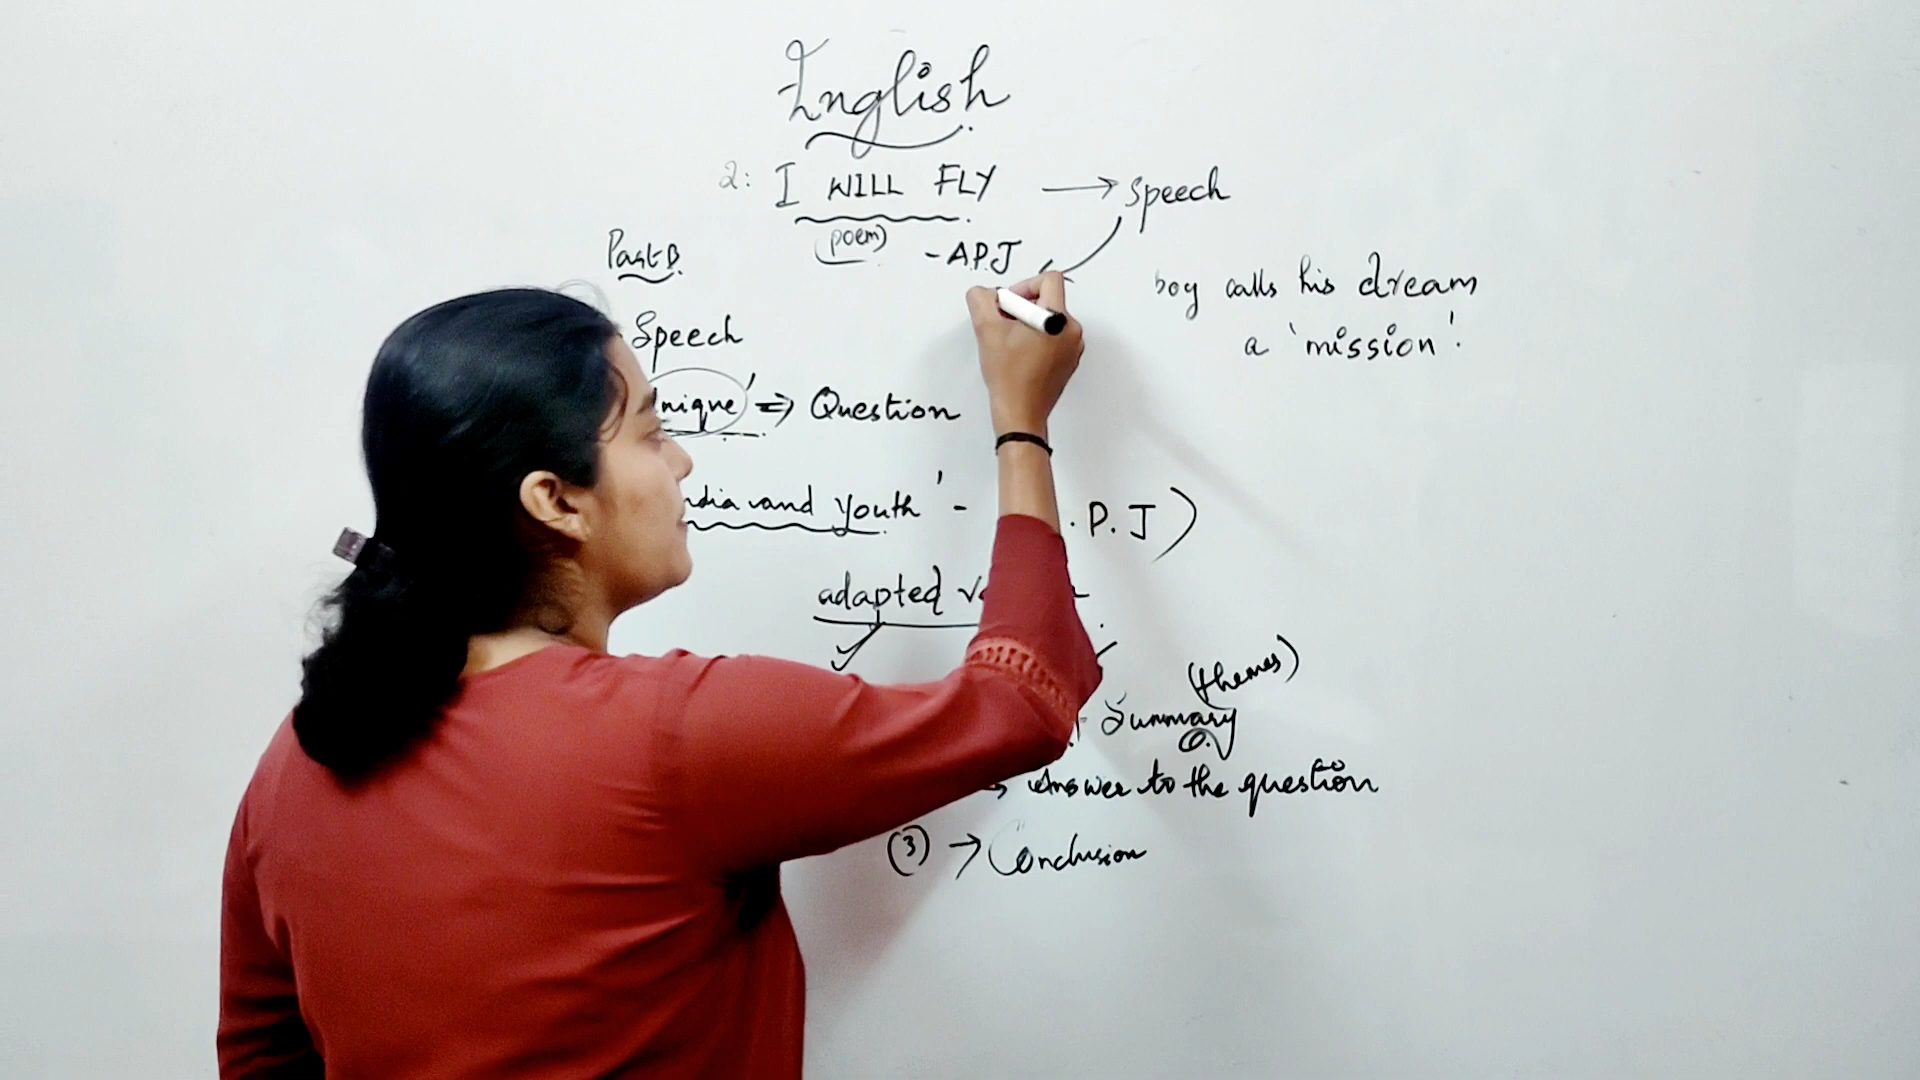 English
2: I WILL FLY → Speech
(poem) - A.P.J
Part B
boy calls his dream
a 'mission'.
Speech
nique' => Question
ndia and Youth' - .P.J)
adapted
(themes)
Summary
Answer to the question
(3) → Conclusion